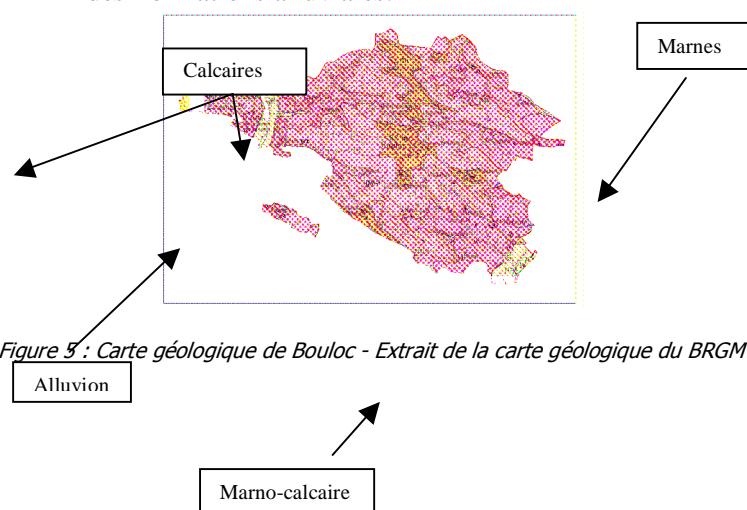 Calcaires
Marnes
Figure 5 : Carte géologique de Bouloc - Extrait de la carte géologique du BRGM
Alluvion
Marno-calcaire